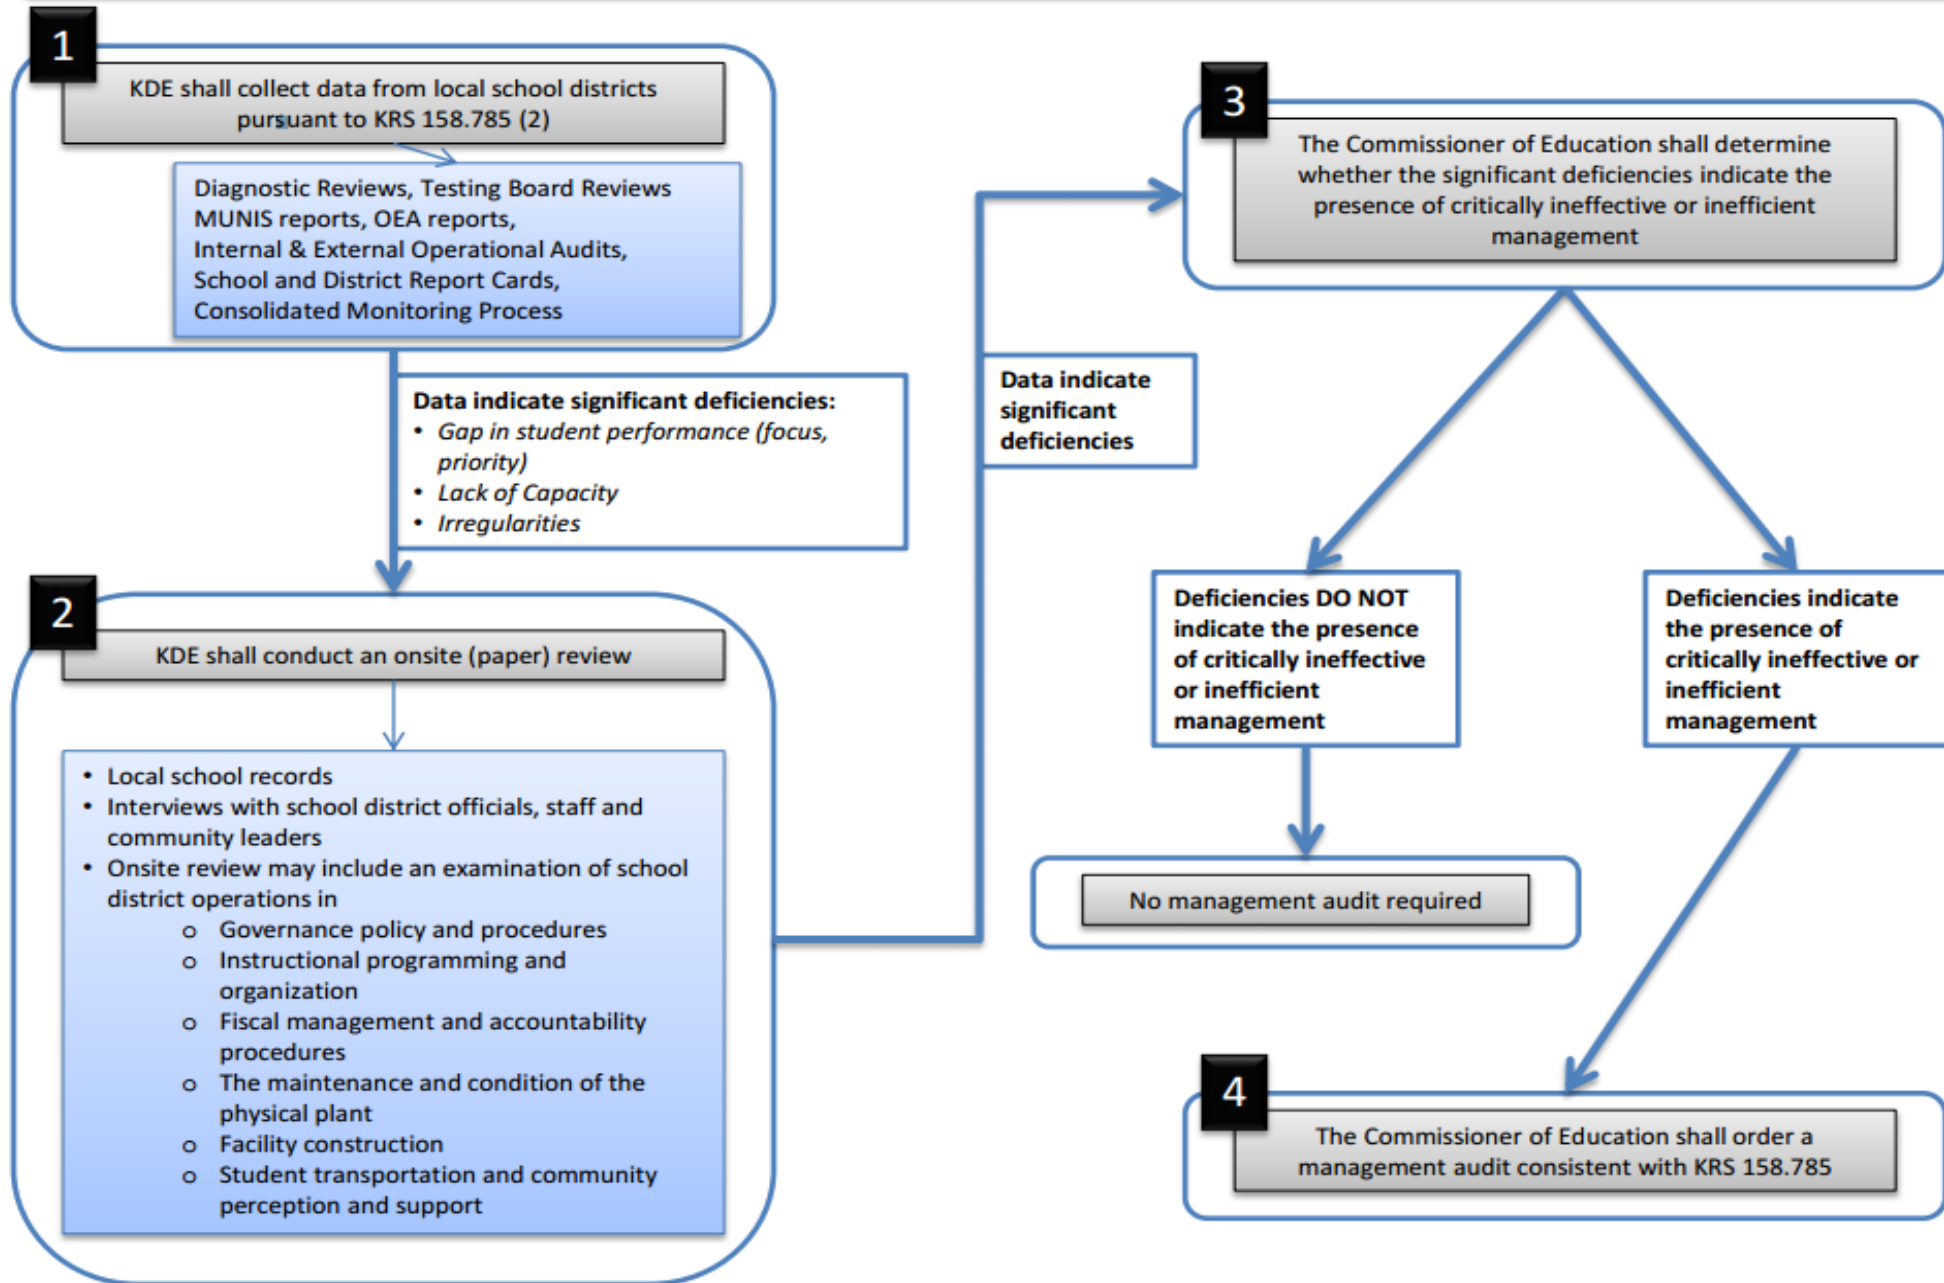 1
KDE shall collect data from local school districts
pursuant to KRS 158.785 (2)
Diagnostic Reviews, Testing Board Reviews
MUNIS reports, OEA reports,
Internal & External Operational Audits,
School and District Report Cards,
Consolidated Monitoring Process
Data indicate significant deficiencies:
• Gap in student performance (focus,
priority)
• Lack of Capacity
• Irregularities
2
KDE shall conduct an onsite (paper) review
• Local school records
• Interviews with school district officials, staff and
community leaders
• Onsite review may include an examination of school
district operations in
o Governance policy and procedures
o Instructional programming and
organization
o Fiscal management and accountability
procedures
o The maintenance and condition of the
physical plant
o Facility construction
o Student transportation and community
perception and support
Data indicate
significant
deficiencies
3
The Commissioner of Education shall determine
whether the significant deficiencies indicate the
presence of critically ineffective or inefficient
management
Deficiencies DO NOT
indicate the presence
of critically ineffective
or inefficient
management
No management audit required
Deficiencies indicate
the presence of
critically ineffective or
inefficient
management
4
The Commissioner of Education shall order a
management audit consistent with KRS 158.785